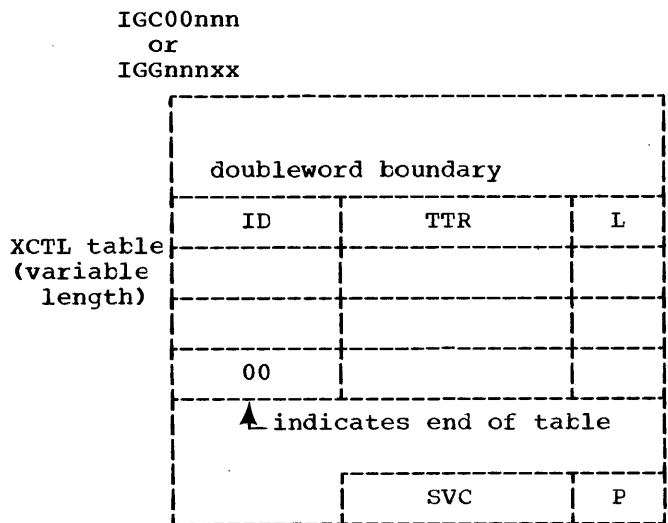 IGC00nnn
or
IGGnnnxx
doubleword boundary
ID TTR L
XCTL table
(variable
length)
00
indicates end of table
SVC P